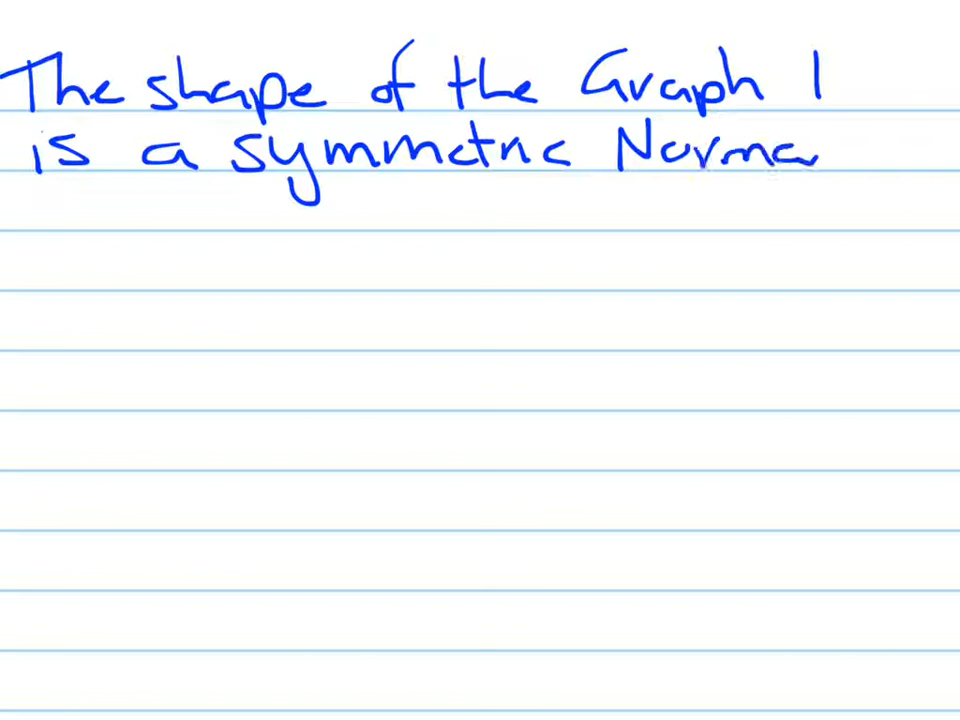 The shape of the Graph 1
is a symmetric Norma